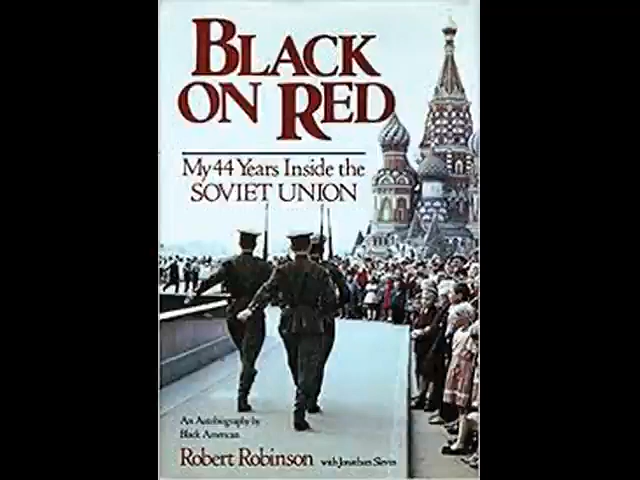 BLACK
ON RED
My 44 Years Inside the
SOVIET UNION
An Autobiography by
Black American
Robert Robinson with Jonathan Slevin